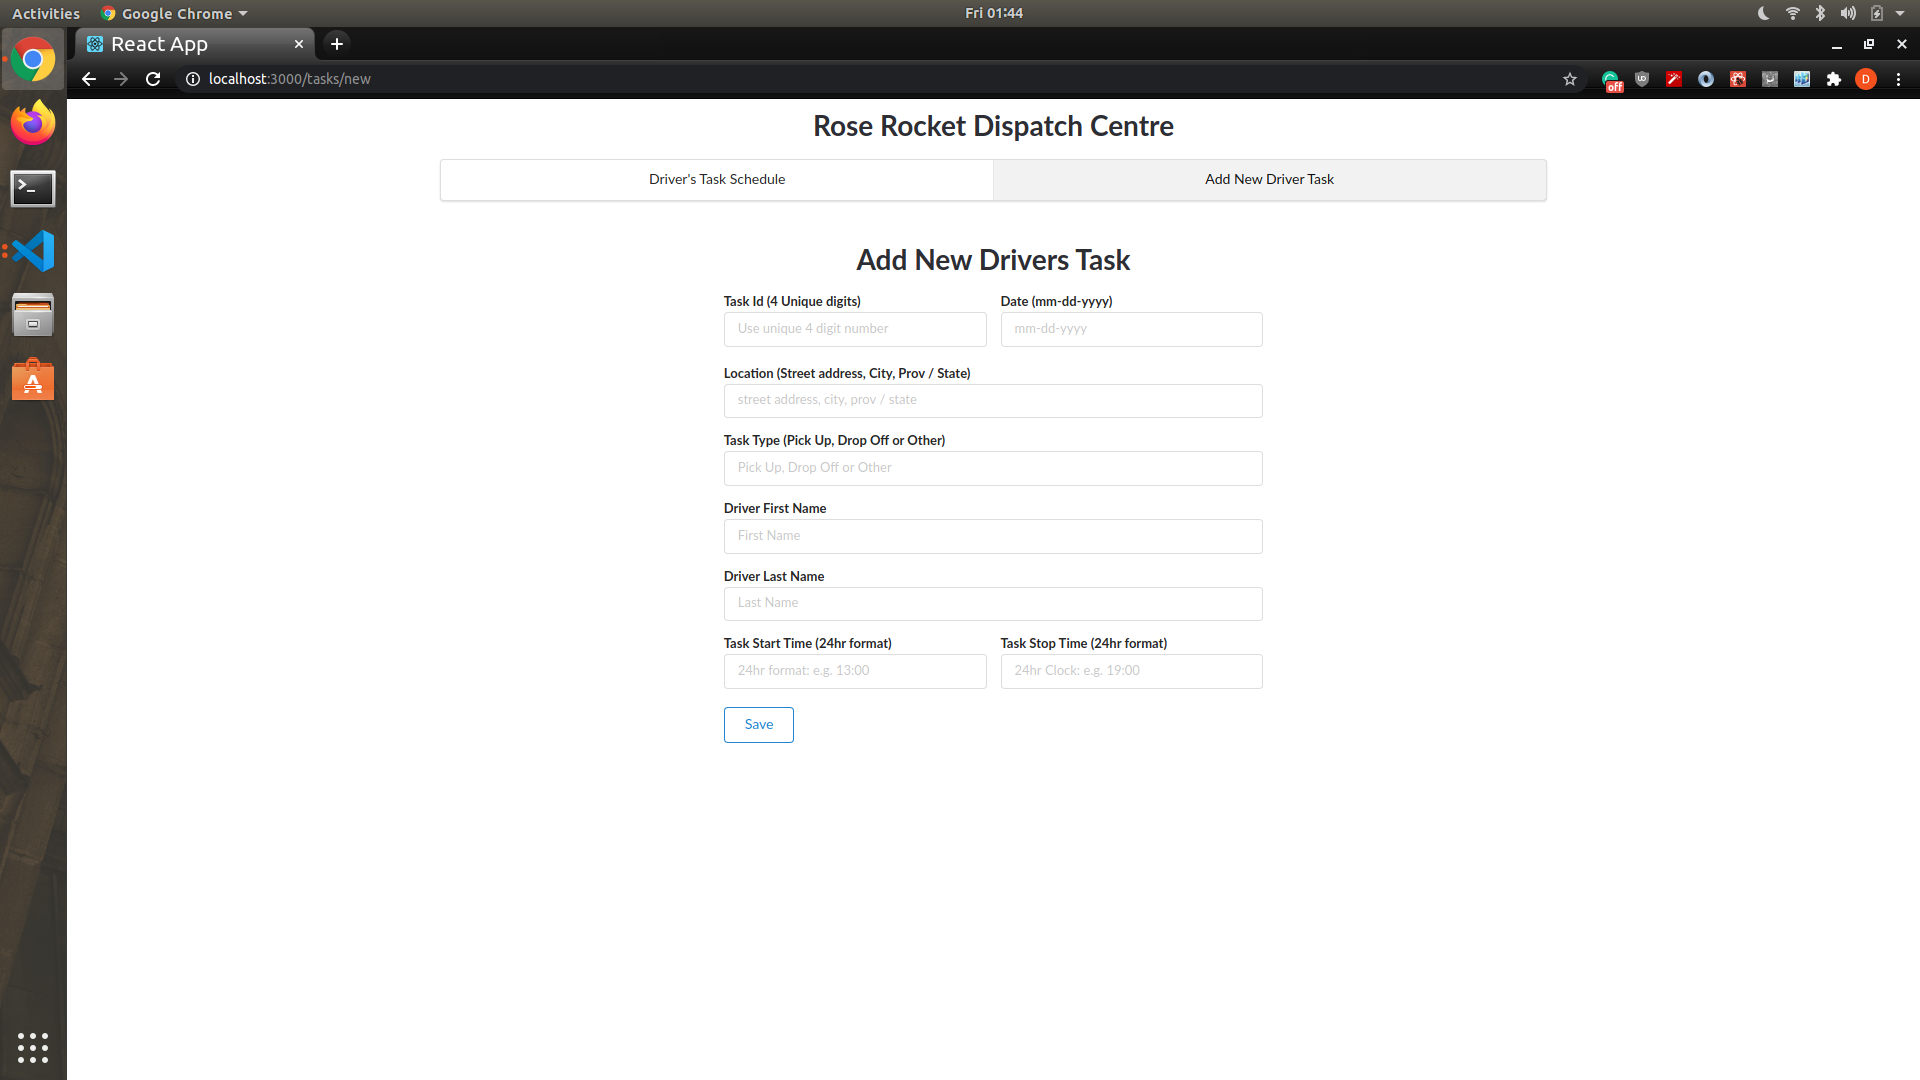 Activities Google Chrome Fri 01:44
React App
localhost:3000/tasks/new off D
Rose Rocket Dispatch Centre
Driver's Task Schedule Add New Driver Task
Add New Drivers Task
Task Id (4 Unique digits) Date (mm-dd-yyyy)
Use unique 4 digit number mm-dd-yyyy
Location (Street address, City, Prov / State)
street address, city, prov / state
Task Type (Pick Up, Drop Off or Other)
Pick Up, Drop Off or Other
Driver First Name
First Name
Driver Last Name
Last Name
Task Start Time (24hr format) Task Stop Time (24hr format)
24hr format: e.g. 13:00 24hr Clock: e.g. 19:00
Save